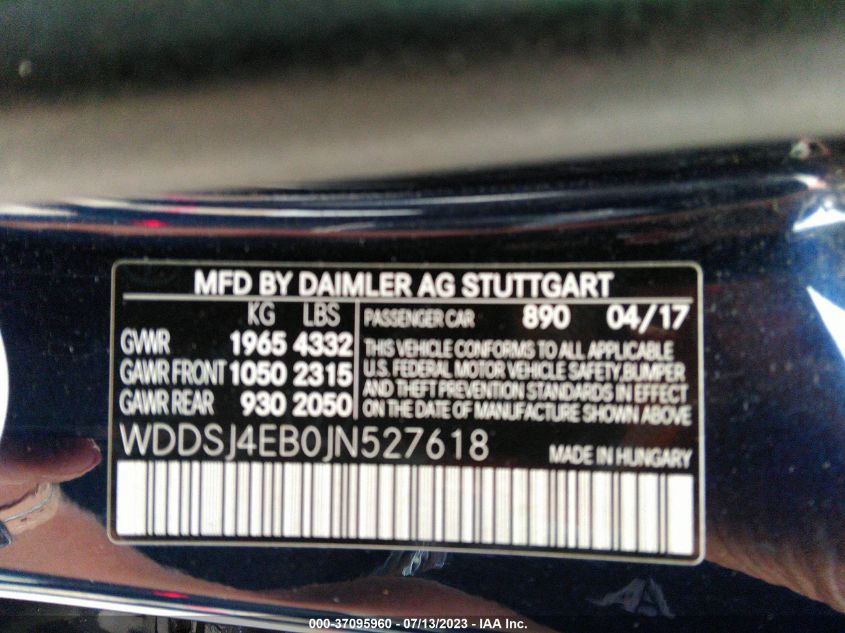 MFD BY DAIMLER AG STUTTGART
KG LBS
GVWR 1965 4332
GAWR FRONT 1050 2315
GAWR REAR 930 2050
PASSENGER CAR 890 04/17
THIS VEHICLE CONFORMS TO ALL APPLICABLE
U.S. FEDERAL MOTOR VEHICLE SAFETY, BUMPER
AND THEFT PREVENTION STANDARDS IN EFFECT
ON THE DATE OF MANUFACTURE SHOWN ABOVE
WDDSJ4EB0JN527618
MADE IN HUNGARY
000-37095960 - 07/13/2023 - IAA Inc.